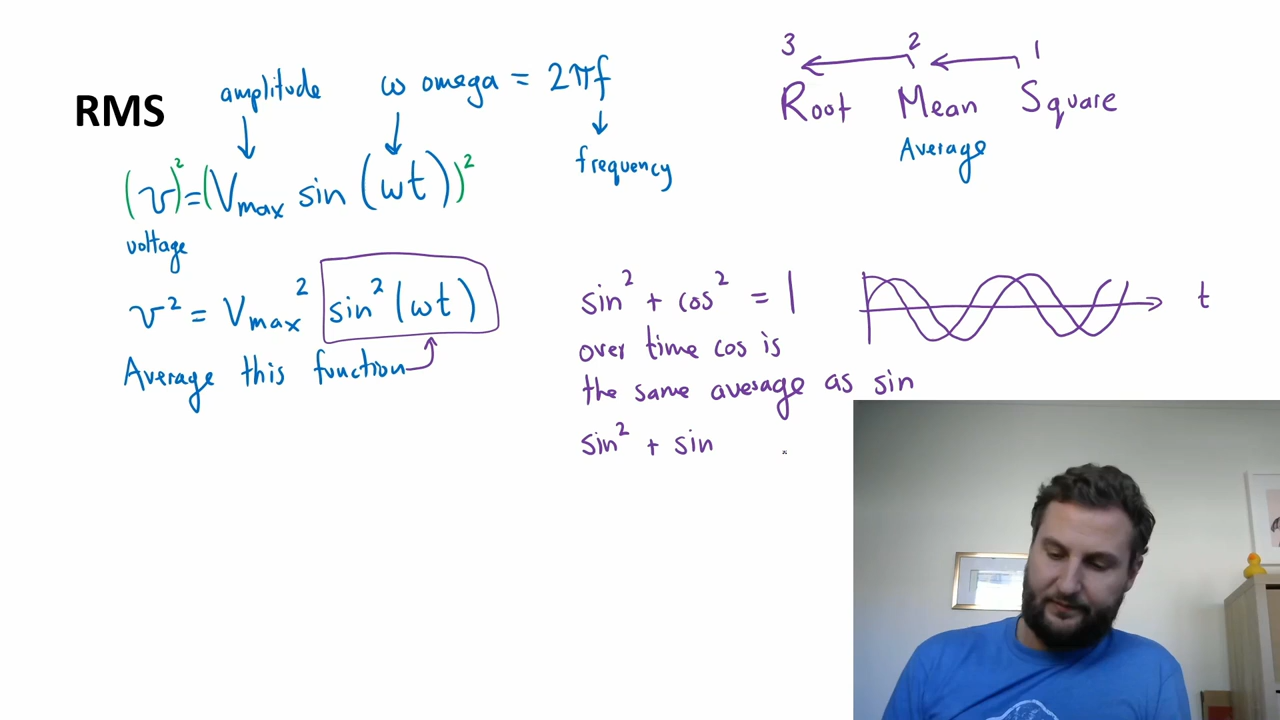 RMS
amplitude
ω omega = 2πf
frequency
(v)² = (Vmax sin (ωt))²
voltage
v² = Vmax² sin² (ωt)
Average this function
3 2 1
Root Mean Square
Average
sin² + cos² = 1
t
over time cos is
the same average as sin
sin² + sin